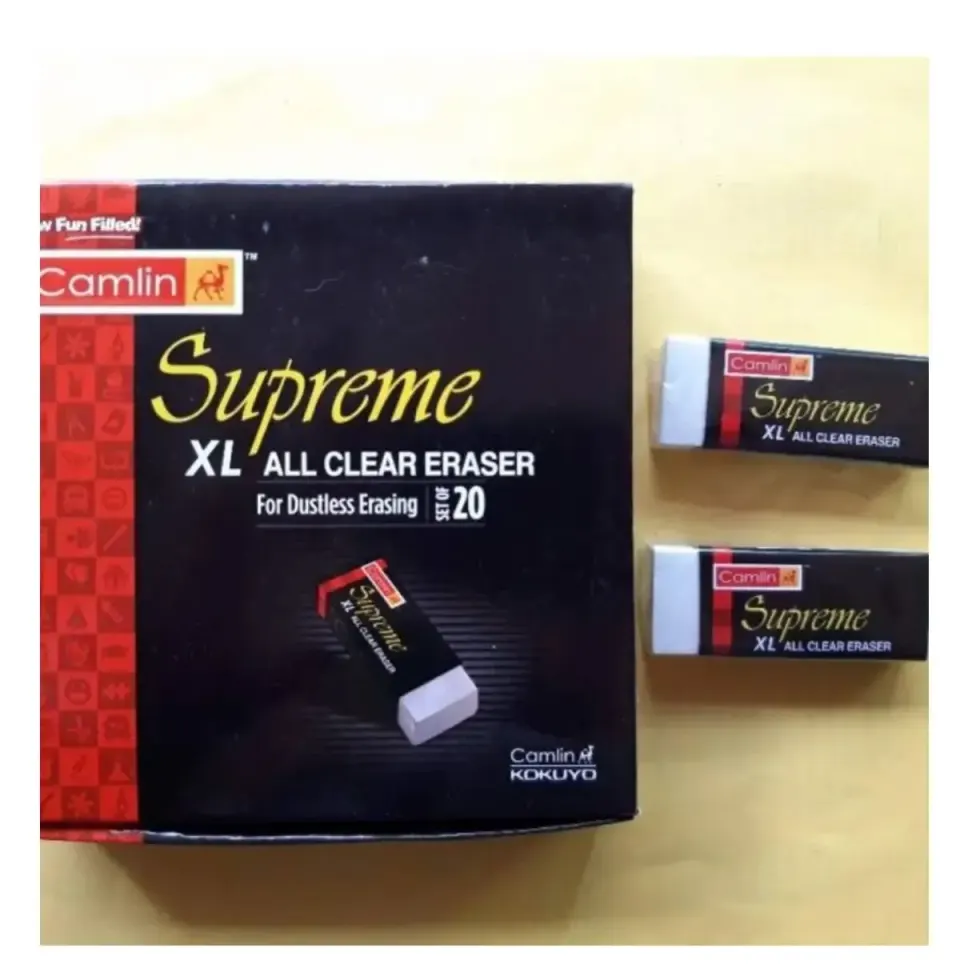 w Fun Filled!
Camlin ™
Supreme
XL ALL CLEAR ERASER
For Dustless Erasing SET OF 20
Camlin
Supreme
XL ALL CLEAR ERASER
Camlin
KOKUYO
Camlin
Supreme
XL ALL CLEAR ERASER
Camlin
Supreme
XL ALL CLEAR ERASER